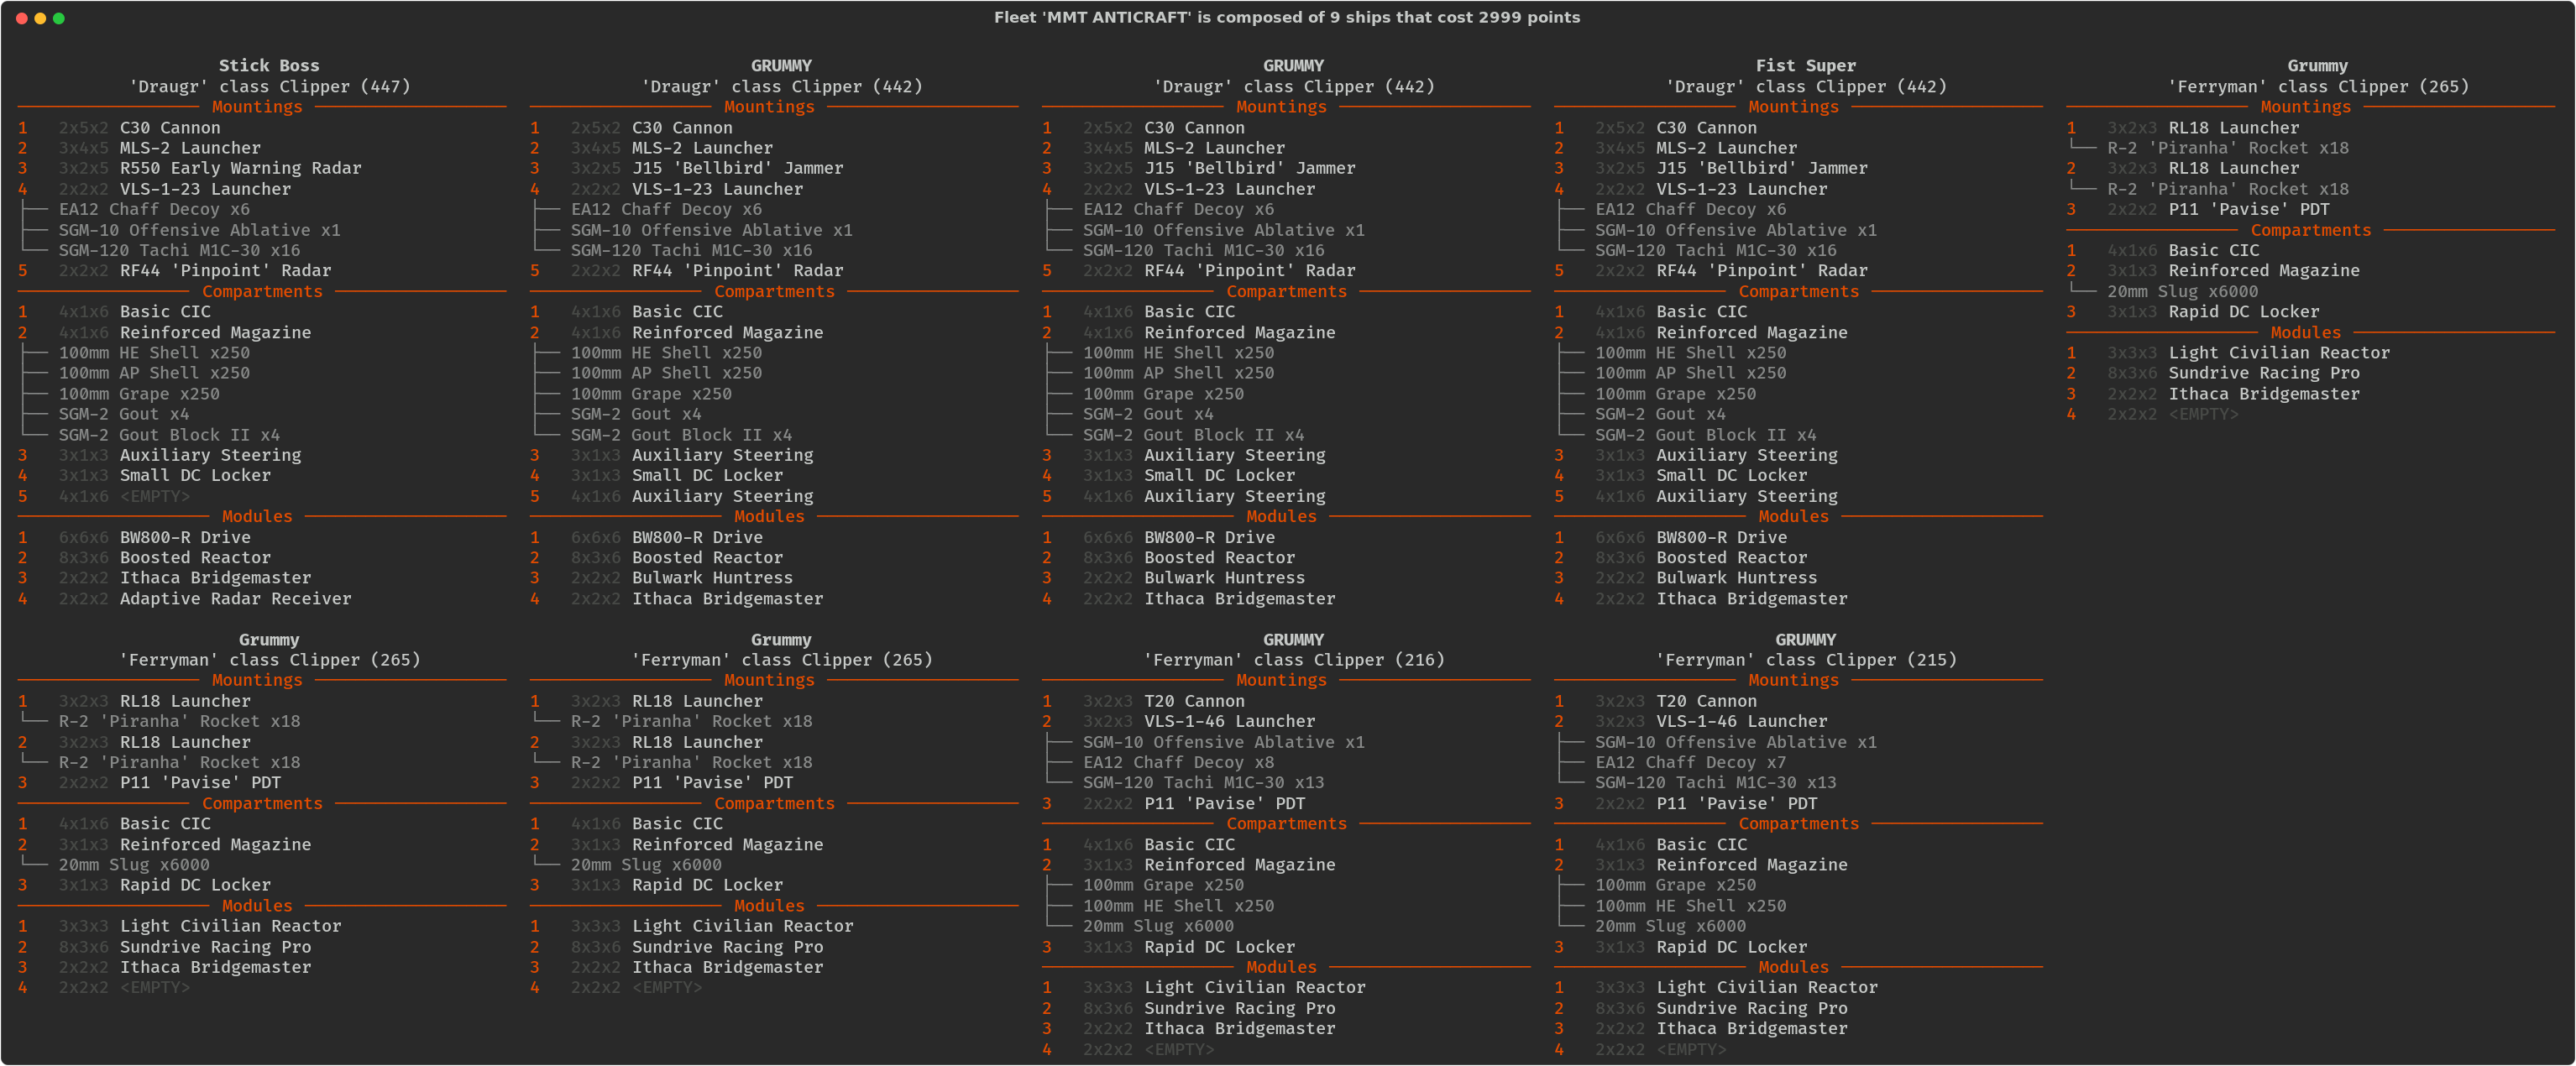 Fleet 'MMT ANTICRAFT' is composed of 9 ships that cost 2999 points
Stick Boss
'Draugr' class Clipper (447)
Mountings
1 2x5x2 C30 Cannon
2 3x4x5 MLS-2 Launcher
3 3x2x5 R550 Early Warning Radar
4 2x2x2 VLS-1-23 Launcher
EA12 Chaff Decoy x6
SGM-10 Offensive Ablative x1
SGM-120 Tachi M1C-30 x16
5 2x2x2 RF44 'Pinpoint' Radar
Compartments
1 4x1x6 Basic CIC
2 4x1x6 Reinforced Magazine
100mm HE Shell x250
100mm AP Shell x250
100mm Grape x250
SGM-2 Gout x4
SGM-2 Gout Block II x4
3 3x1x3 Auxiliary Steering
4 3x1x3 Small DC Locker
5 4x1x6 <EMPTY>
Modules
1 6x6x6 BW800-R Drive
2 8x3x6 Boosted Reactor
3 2x2x2 Ithaca Bridgemaster
4 2x2x2 Adaptive Radar Receiver
GRUMMY
'Draugr' class Clipper (442)
Mountings
1 2x5x2 C30 Cannon
2 3x4x5 MLS-2 Launcher
3 3x2x5 J15 'Bellbird' Jammer
4 2x2x2 VLS-1-23 Launcher
EA12 Chaff Decoy x6
SGM-10 Offensive Ablative x1
SGM-120 Tachi M1C-30 x16
5 2x2x2 RF44 'Pinpoint' Radar
Compartments
1 4x1x6 Basic CIC
2 4x1x6 Reinforced Magazine
100mm HE Shell x250
100mm AP Shell x250
100mm Grape x250
SGM-2 Gout x4
SGM-2 Gout Block II x4
3 3x1x3 Auxiliary Steering
4 3x1x3 Small DC Locker
5 4x1x6 Auxiliary Steering
Modules
1 6x6x6 BW800-R Drive
2 8x3x6 Boosted Reactor
3 2x2x2 Bulwark Huntress
4 2x2x2 Ithaca Bridgemaster
GRUMMY
'Draugr' class Clipper (442)
Mountings
1 2x5x2 C30 Cannon
2 3x4x5 MLS-2 Launcher
3 3x2x5 J15 'Bellbird' Jammer
4 2x2x2 VLS-1-23 Launcher
EA12 Chaff Decoy x6
SGM-10 Offensive Ablative x1
SGM-120 Tachi M1C-30 x16
5 2x2x2 RF44 'Pinpoint' Radar
Compartments
1 4x1x6 Basic CIC
2 4x1x6 Reinforced Magazine
100mm HE Shell x250
100mm AP Shell x250
100mm Grape x250
SGM-2 Gout x4
SGM-2 Gout Block II x4
3 3x1x3 Auxiliary Steering
4 3x1x3 Small DC Locker
5 4x1x6 Auxiliary Steering
Modules
1 6x6x6 BW800-R Drive
2 8x3x6 Boosted Reactor
3 2x2x2 Bulwark Huntress
4 2x2x2 Ithaca Bridgemaster
Fist Super
'Draugr' class Clipper (442)
Mountings
1 2x5x2 C30 Cannon
2 3x4x5 MLS-2 Launcher
3 3x2x5 J15 'Bellbird' Jammer
4 2x2x2 VLS-1-23 Launcher
EA12 Chaff Decoy x6
SGM-10 Offensive Ablative x1
SGM-120 Tachi M1C-30 x16
5 2x2x2 RF44 'Pinpoint' Radar
Compartments
1 4x1x6 Basic CIC
2 4x1x6 Reinforced Magazine
100mm HE Shell x250
100mm AP Shell x250
100mm Grape x250
SGM-2 Gout x4
SGM-2 Gout Block II x4
3 3x1x3 Auxiliary Steering
4 3x1x3 Small DC Locker
5 4x1x6 Auxiliary Steering
Modules
1 6x6x6 BW800-R Drive
2 8x3x6 Boosted Reactor
3 2x2x2 Bulwark Huntress
4 2x2x2 Ithaca Bridgemaster
Grummy
'Ferryman' class Clipper (265)
Mountings
1 3x2x3 RL18 Launcher
R-2 'Piranha' Rocket x18
2 3x2x3 RL18 Launcher
R-2 'Piranha' Rocket x18
3 2x2x2 P11 'Pavise' PDT
Compartments
1 4x1x6 Basic CIC
2 3x1x3 Reinforced Magazine
20mm Slug x6000
3 3x1x3 Rapid DC Locker
Modules
1 3x3x3 Light Civilian Reactor
2 8x3x6 Sundrive Racing Pro
3 2x2x2 Ithaca Bridgemaster
4 2x2x2 <EMPTY>
Grummy
'Ferryman' class Clipper (265)
Mountings
1 3x2x3 RL18 Launcher
R-2 'Piranha' Rocket x18
2 3x2x3 RL18 Launcher
R-2 'Piranha' Rocket x18
3 2x2x2 P11 'Pavise' PDT
Compartments
1 4x1x6 Basic CIC
2 3x1x3 Reinforced Magazine
20mm Slug x6000
3 3x1x3 Rapid DC Locker
Modules
1 3x3x3 Light Civilian Reactor
2 8x3x6 Sundrive Racing Pro
3 2x2x2 Ithaca Bridgemaster
4 2x2x2 <EMPTY>
Grummy
'Ferryman' class Clipper (265)
Mountings
1 3x2x3 RL18 Launcher
R-2 'Piranha' Rocket x18
2 3x2x3 RL18 Launcher
R-2 'Piranha' Rocket x18
3 2x2x2 P11 'Pavise' PDT
Compartments
1 4x1x6 Basic CIC
2 3x1x3 Reinforced Magazine
20mm Slug x6000
3 3x1x3 Rapid DC Locker
Modules
1 3x3x3 Light Civilian Reactor
2 8x3x6 Sundrive Racing Pro
3 2x2x2 Ithaca Bridgemaster
4 2x2x2 <EMPTY>
GRUMMY
'Ferryman' class Clipper (216)
Mountings
1 3x2x3 T20 Cannon
2 3x2x3 VLS-1-46 Launcher
SGM-10 Offensive Ablative x1
EA12 Chaff Decoy x8
SGM-120 Tachi M1C-30 x13
3 2x2x2 P11 'Pavise' PDT
Compartments
1 4x1x6 Basic CIC
2 3x1x3 Reinforced Magazine
100mm Grape x250
100mm HE Shell x250
20mm Slug x6000
3 3x1x3 Rapid DC Locker
Modules
1 3x3x3 Light Civilian Reactor
2 8x3x6 Sundrive Racing Pro
3 2x2x2 Ithaca Bridgemaster
4 2x2x2 <EMPTY>
GRUMMY
'Ferryman' class Clipper (215)
Mountings
1 3x2x3 T20 Cannon
2 3x2x3 VLS-1-46 Launcher
SGM-10 Offensive Ablative x1
EA12 Chaff Decoy x7
SGM-120 Tachi M1C-30 x13
3 2x2x2 P11 'Pavise' PDT
Compartments
1 4x1x6 Basic CIC
2 3x1x3 Reinforced Magazine
100mm Grape x250
100mm HE Shell x250
20mm Slug x6000
3 3x1x3 Rapid DC Locker
Modules
1 3x3x3 Light Civilian Reactor
2 8x3x6 Sundrive Racing Pro
3 2x2x2 Ithaca Bridgemaster
4 2x2x2 <EMPTY>